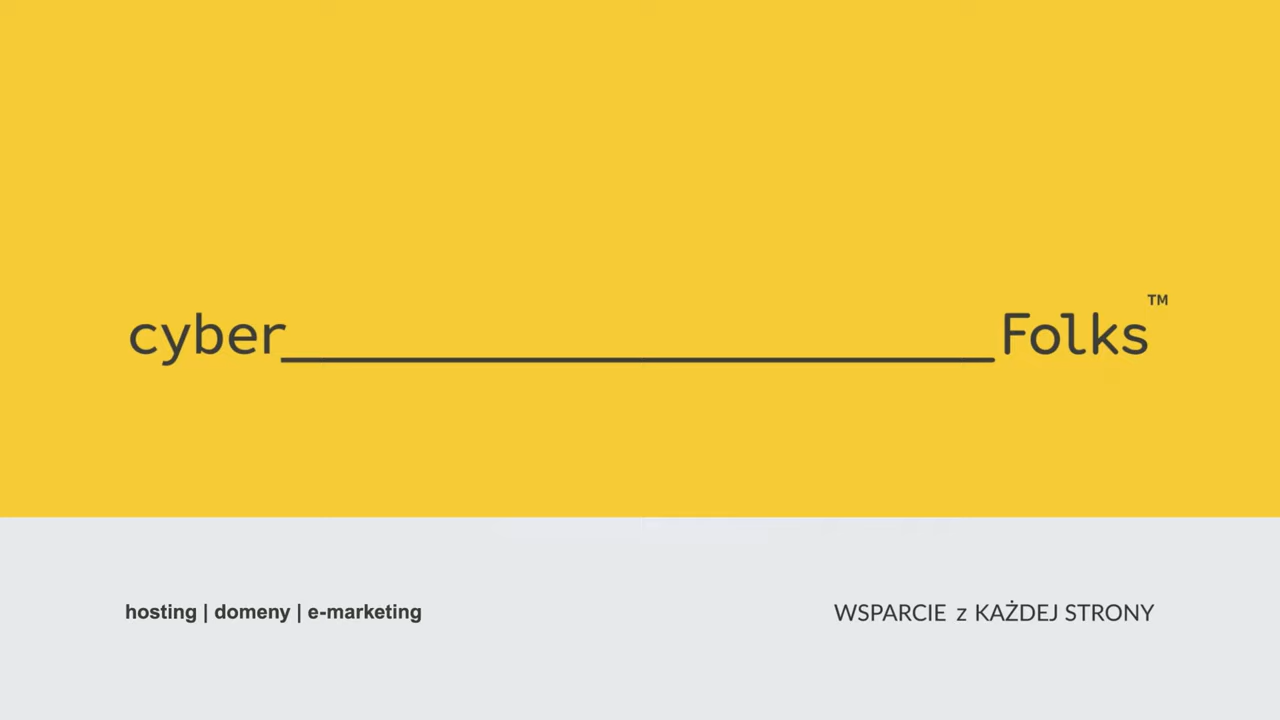 cyber_Folks™
hosting | domeny | e-marketing
WSPARCIE z KAŻDEJ STRONY